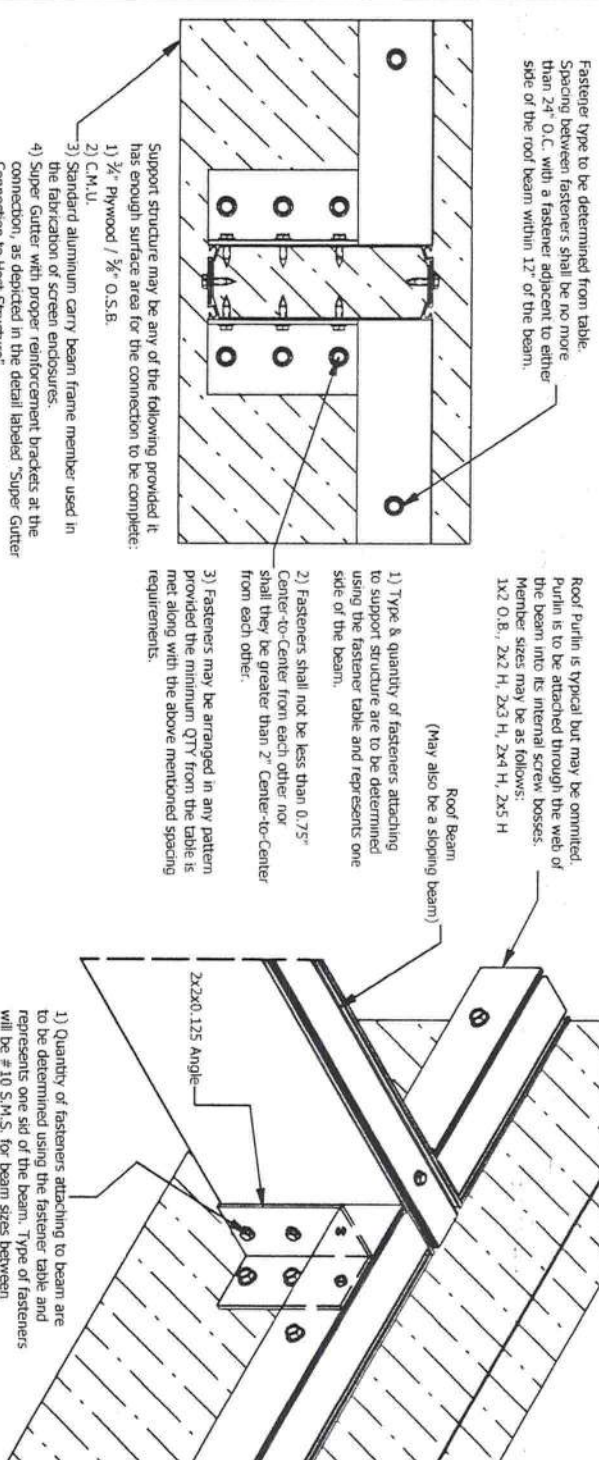 Fastener type to be determined from table.
Spacing between fasteners shall be no more
than 24" O.C. with a fastener adjacent to either
side of the roof beam within 12" of the beam.
Support structure may be any of the following provided it
has enough surface area for the connection to be complete:
1) ¾" Plywood / ⅝" O.S.B.
2) C.M.U.
3) Standard aluminum carry beam frame member used in
the fabrication of screen enclosures.
4) Super Gutter with proper reinforcement brackets at the
connection, as depicted in the detail labeled "Super Gutter
Connection to Host Structure"
Roof Purlin is typical but may be ommited.
Purlin is to be attached through the web of
the beam into its internal screw bosses.
Member sizes may be as follows:
1x2 O.B., 2x2 H, 2x3 H, 2x4 H, 2x5 H
Roof Beam
(May also be a sloping beam)
1) Type & quantity of fasteners attaching
to support structure are to be determined
using the fastener table and represents one
side of the beam.
2) Fasteners shall not be less than 0.75"
Center-to-Center from each other nor
shall they be greater than 2" Center-to-Center
from each other.
3) Fasteners may be arranged in any pattern
provided the minimum QTY from the table is
met along with the above mentioned spacing
requirements.
2x2x0.125 Angle
1) Quantity of fasteners attaching to beam are
to be determined using the fastener table and
represents one sid of the beam. Type of fasteners
will be #10 S.M.S. for beam sizes between